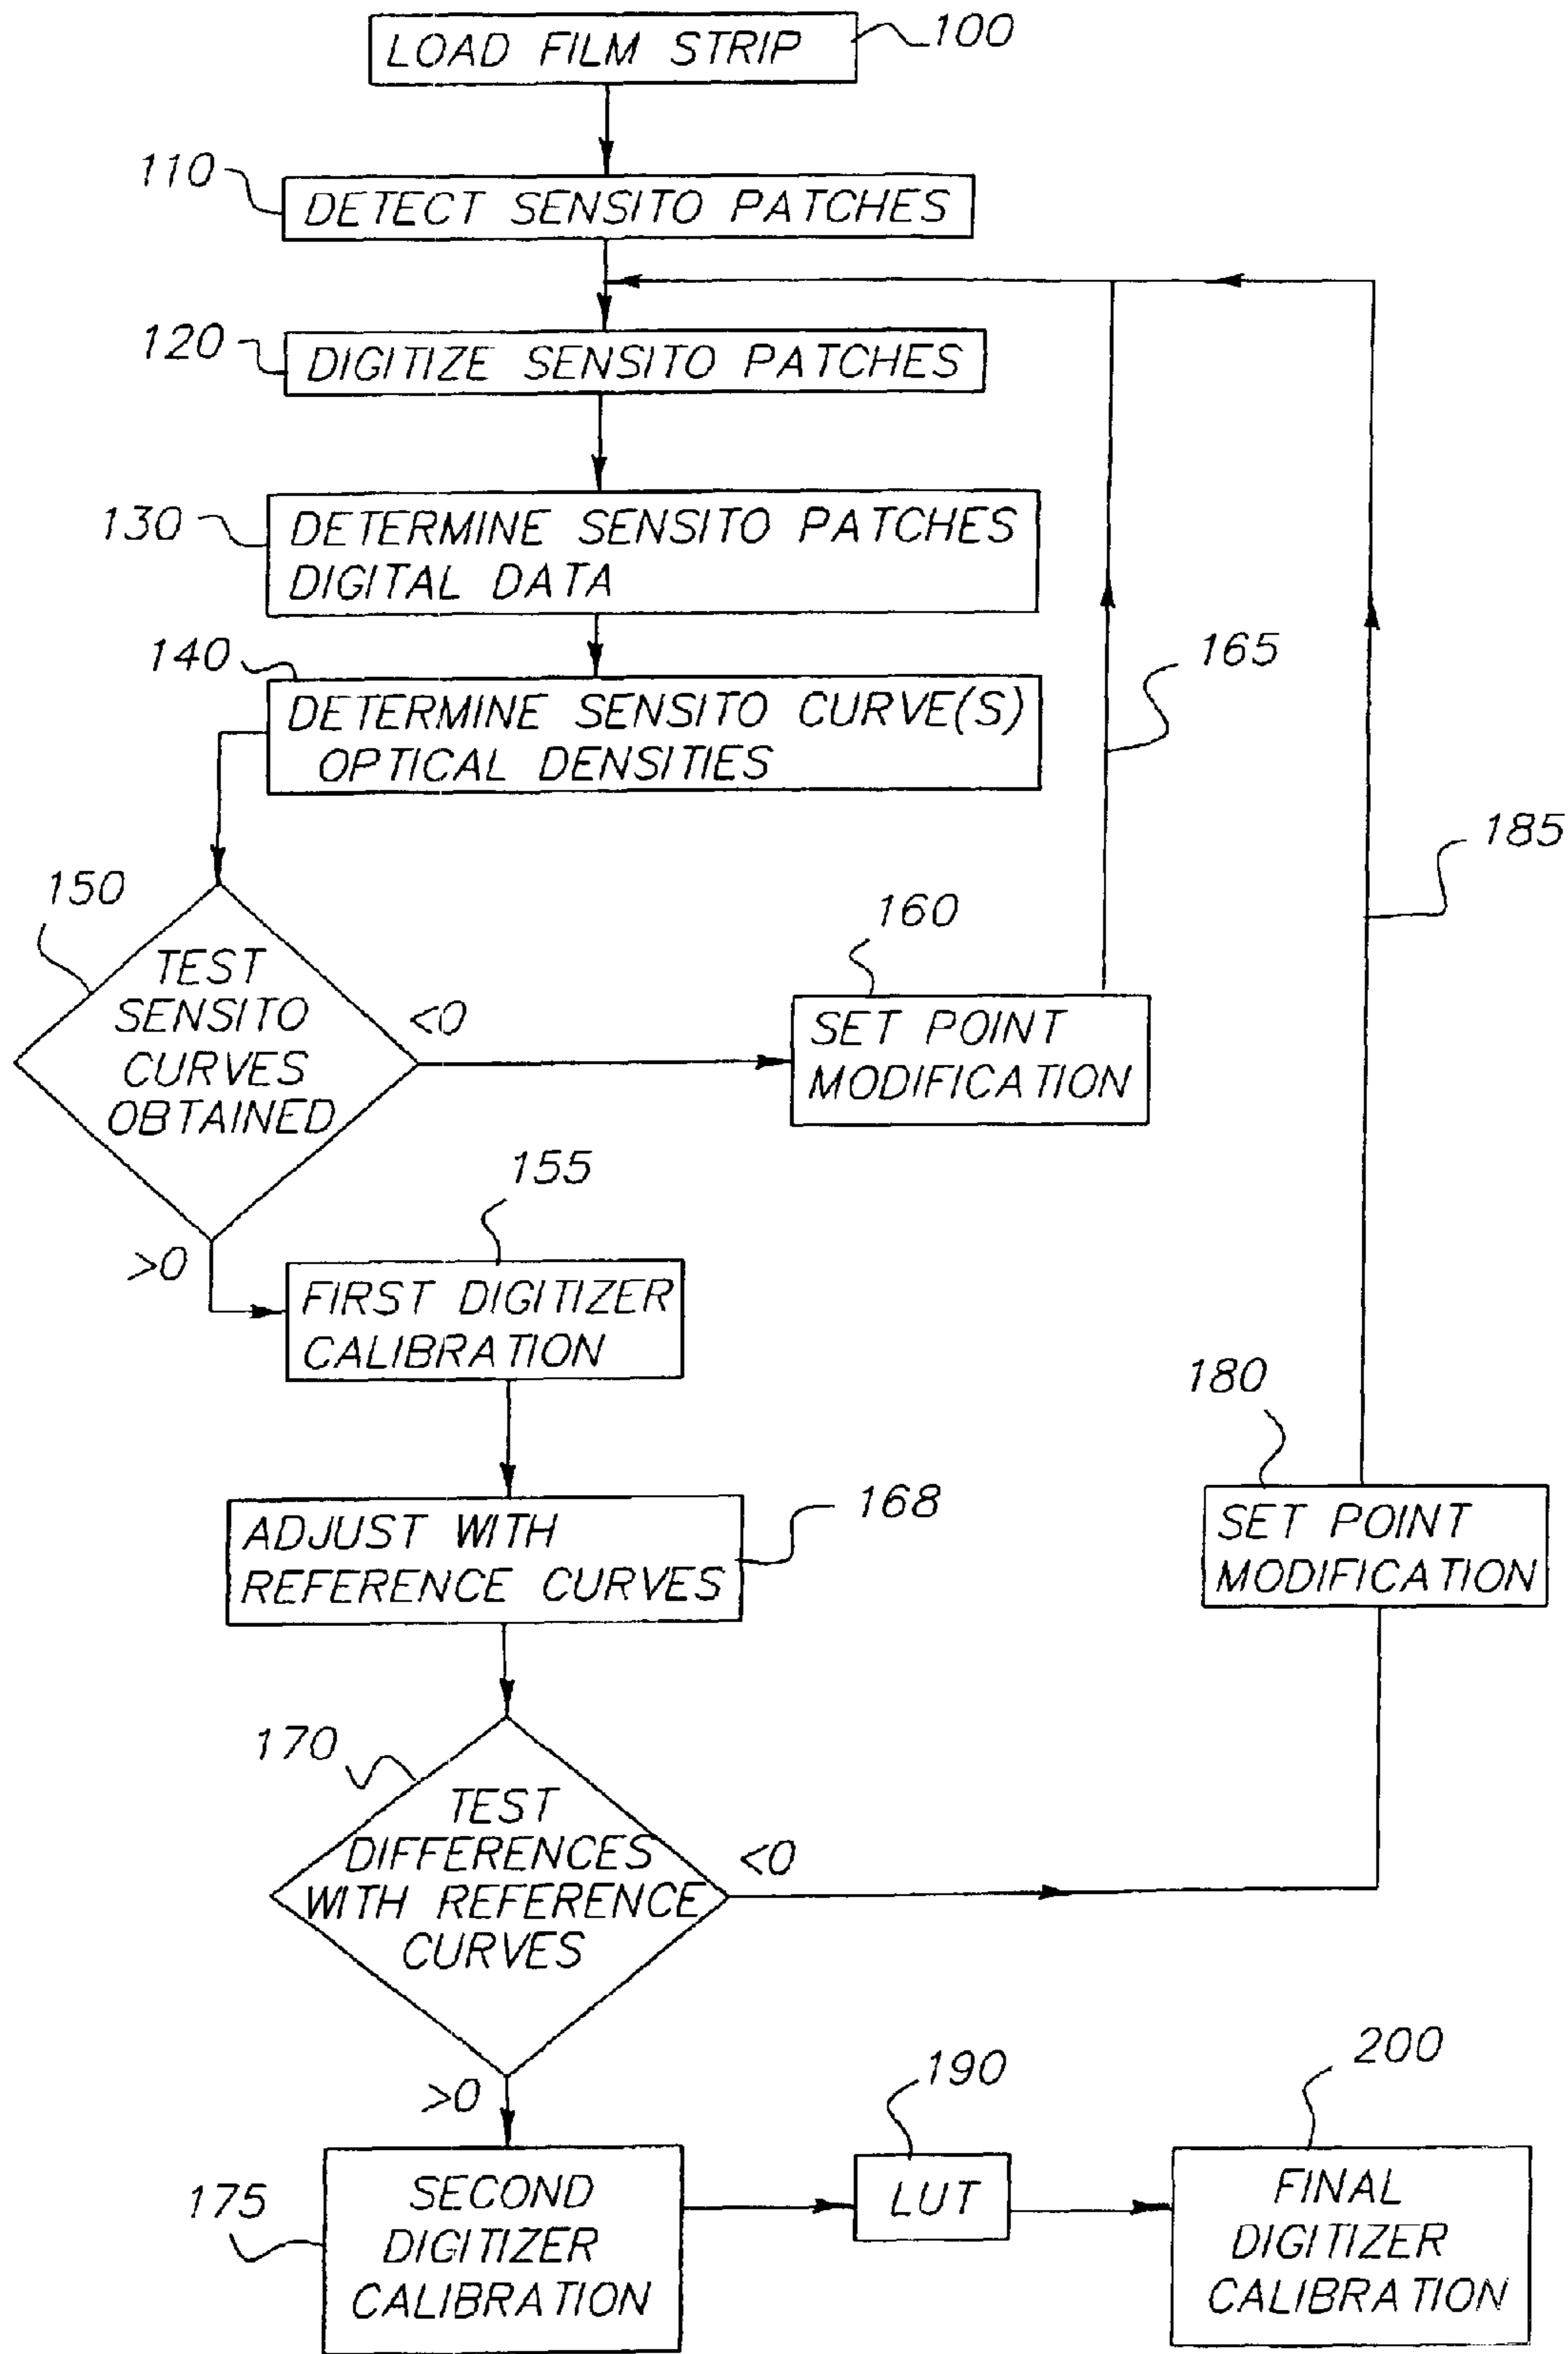 LOAD FILM STRIP
100
110
DETECT SENSITO PATCHES
120
DIGITIZE SENSITO PATCHES
130
DETERMINE SENSITO PATCHES
DIGITAL DATA
140
165
DETERMINE SENSITO CURVE(S)
OPTICAL DENSITIES
185
150
160
TEST
SENSITO
CURVES
OBTAINED
<0
SET POINT
MODIFICATION
155
>0
FIRST DIGITIZER
CALIBRATION
180
168
ADJUST WITH
REFERENCE CURVES
SET POINT
MODIFICATION
170
TEST
DIFFERENCES
WITH REFERENCE
CURVES
<0
>0
190
200
175
SECOND
DIGITIZER
CALIBRATION
LUT
FINAL
DIGITIZER
CALIBRATION